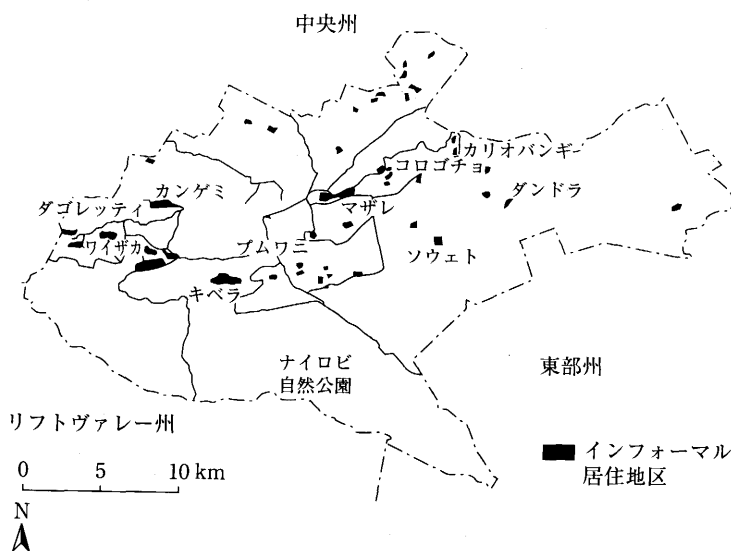 中央州
カリオバンギ
コロゴチョ
カンゲミ
ダンドラ
ダゴレッティ
マザレ
ワイザカ
プムワニ
ソウェト
キベラ
ナイロビ
自然公園
東部州
リフトヴァレー州
インフォーマル
居住地区
0 5 10 km
N